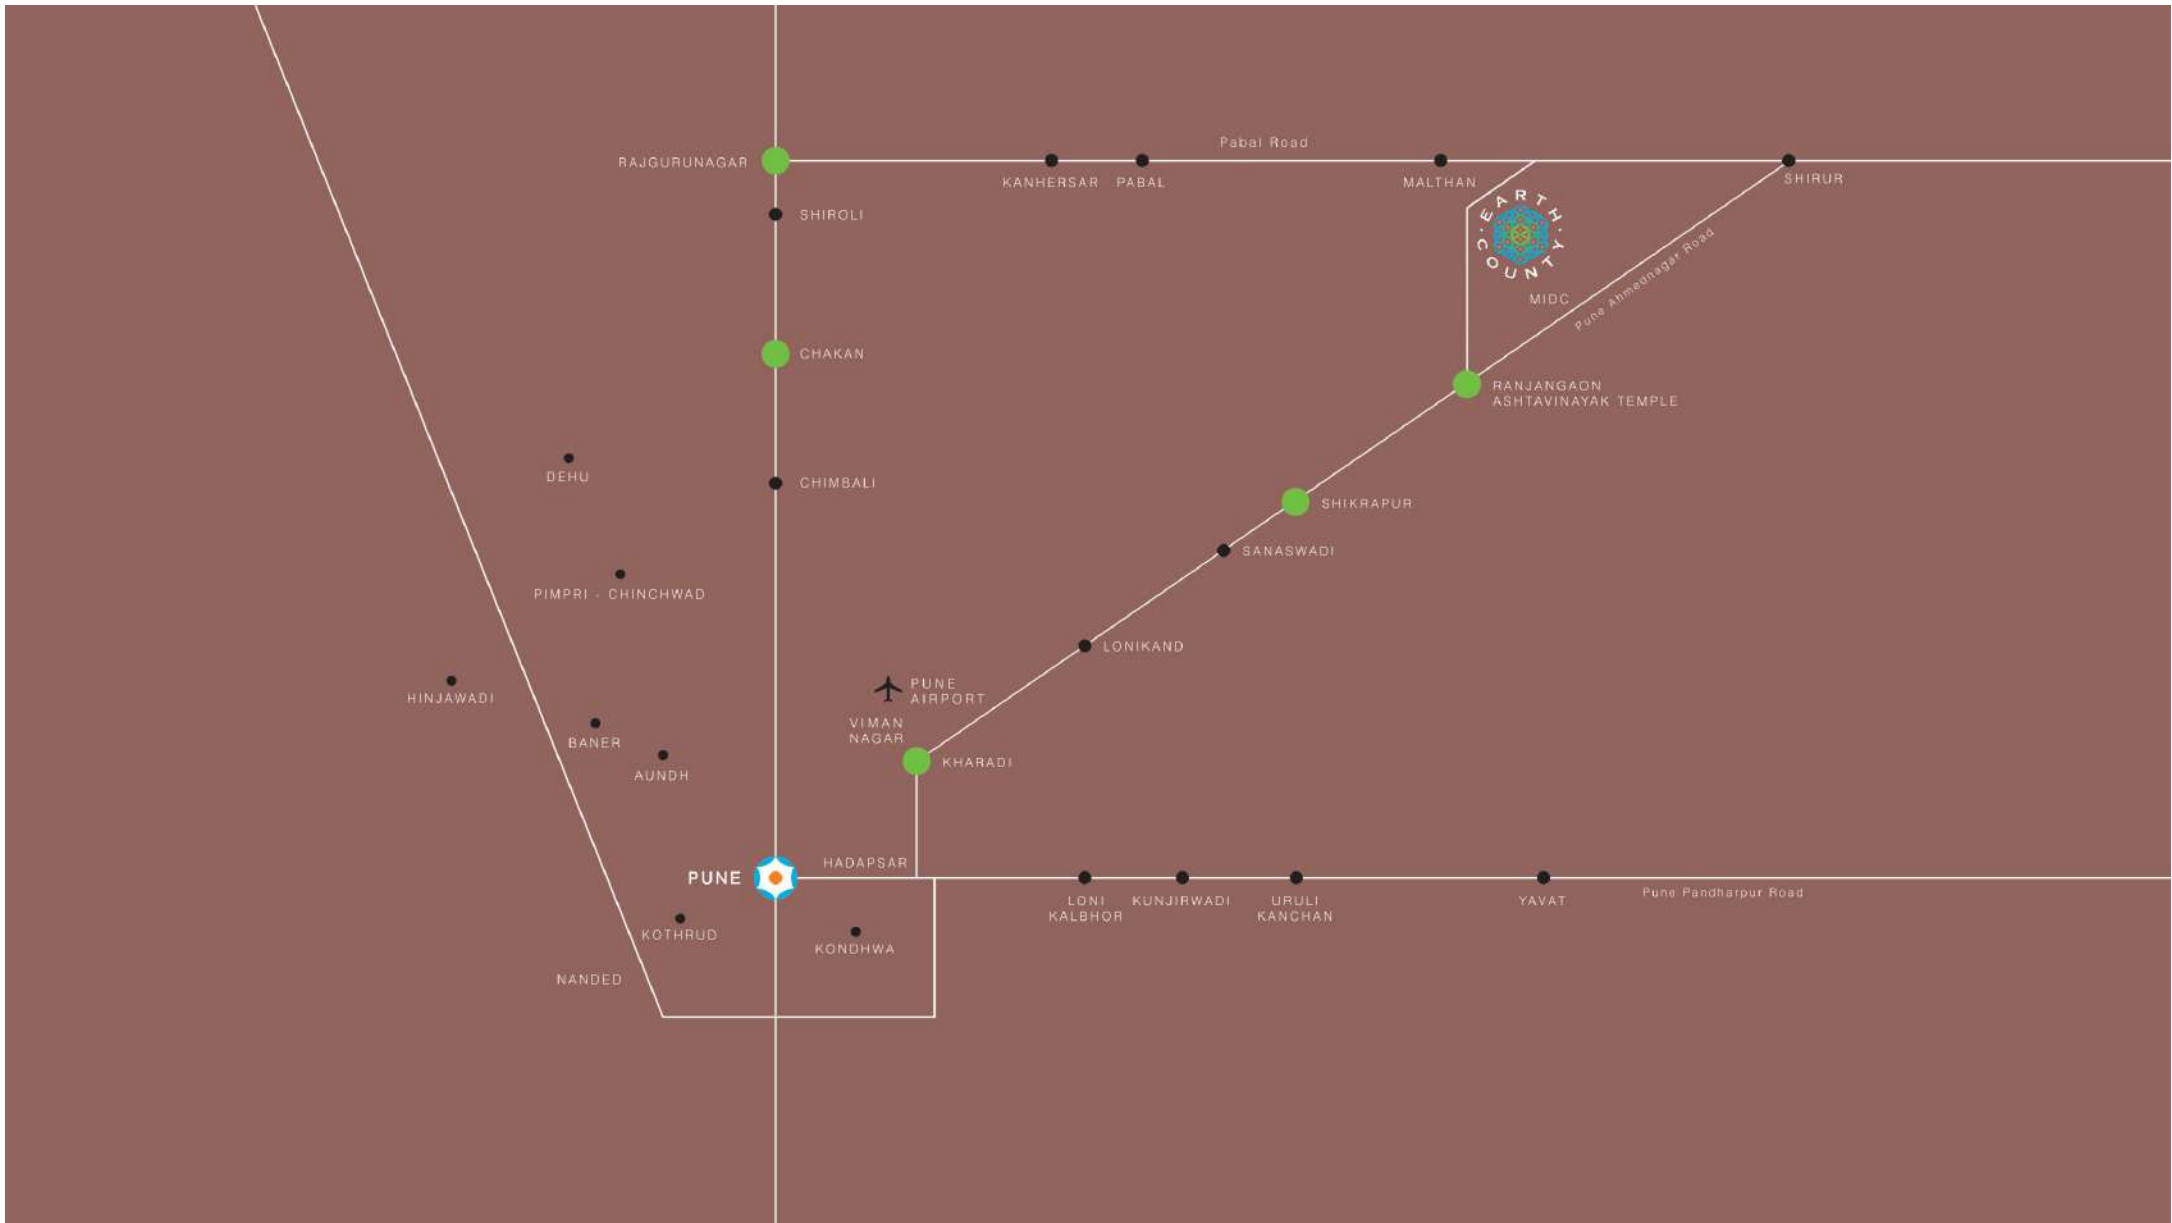 Pabal Road
RAJGURUNAGAR
KANHERSAR
PABAL
MALTHAN
SHIRUR
SHIROLI
EARTH
COUNTY
Pune Ahmednagar Road
MIDC
CHAKAN
RANJANGAON
ASHTAVINAYAK TEMPLE
DEHU
CHIMBALI
SHIKRAPUR
SANASWADI
PIMPRI - CHINCHWAD
LONIKAND
HINJAWADI
PUNE
AIRPORT
VIMAN
NAGAR
BANER
KHARADI
AUNDH
HADAPSAR
PUNE
Pune Pandharpur Road
LONI
KALBHOR
KUNJIRWADI
URULI
KANCHAN
YAVAT
KOTHRUD
KONDHWA
NANDED